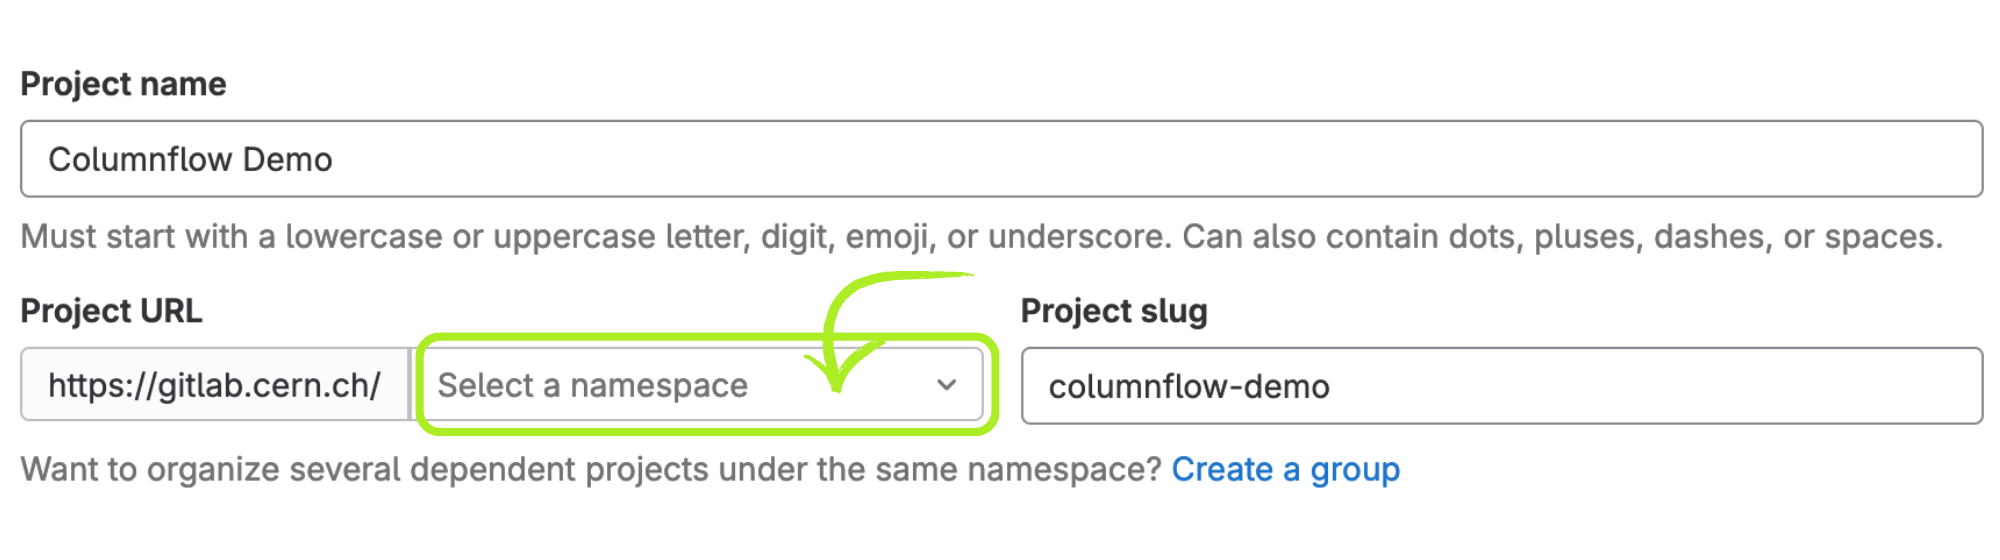 Project name
Columnflow Demo
Must start with a lowercase or uppercase letter, digit, emoji, or underscore. Can also contain dots, pluses, dashes, or spaces.
Project URL
Project slug
https://gitlab.cern.ch/ Select a namespace
columnflow-demo
Want to organize several dependent projects under the same namespace? Create a group